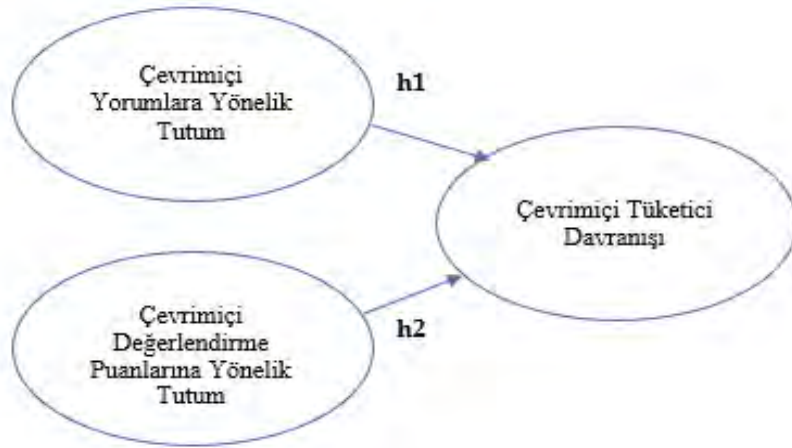 Çevrimiçi
Yorumlara Yönelik
Tutum
h1
Çevrimiçi Tüketici
Davranışı
Çevrimiçi
Değerlendirme
Puanlarına Yönelik
Tutum
h2